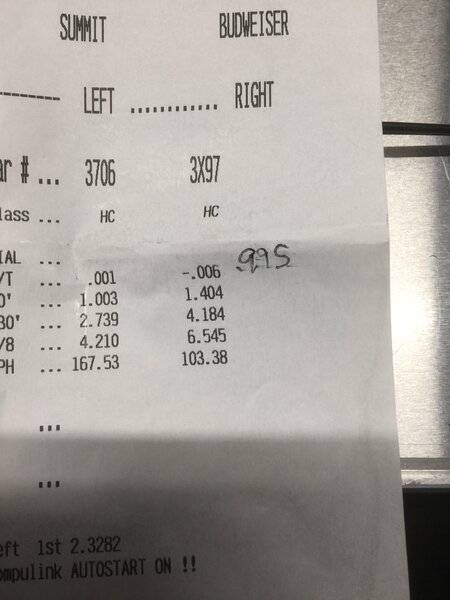 SUMMIT BUDWEISER
---------- LEFT ............ RIGHT
ar # ... 3706 3X97
lass ... HC HC
IAL ...
/T ... .001 -.006 .995
0' ... 1.003 1.404
30' ... 2.739 4.184
/8 ... 4.210 6.545
PH ... 167.53 103.38
...
...
eft 1st 2.3282
ompulink AUTOSTART ON !!